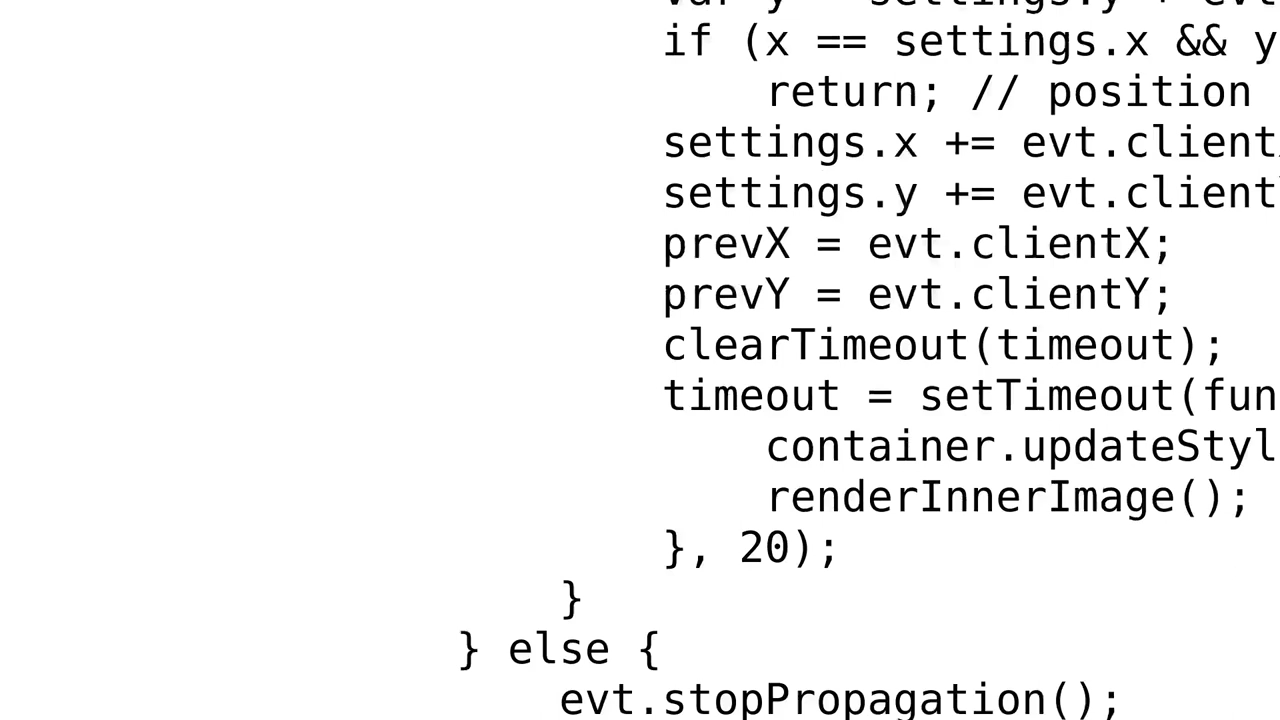 if (x == settings.x && y
return; // position
settings.x += evt.client
settings.y += evt.client
prevX = evt.clientX;
prevY = evt.clientY;
clearTimeout(timeout);
timeout = setTimeout(fun
container.updateStyl
renderInnerImage();
}, 20);
}
} else {
evt.stopPropagation();